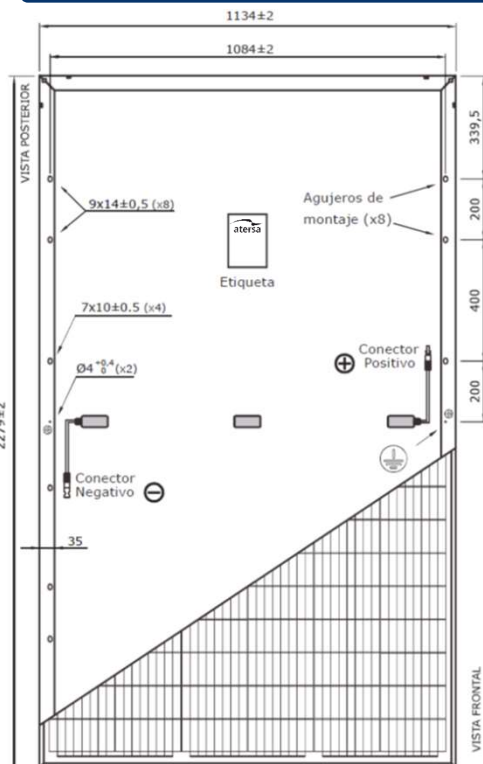 1134±2
1084±2
VISTA POSTERIOR
339,5
9x14±0,5 (x8)
Agujeros de
montaje (x8)
200
atersa
Etiqueta
400
7x10±0.5 (x4)
Conector
Positivo
Ø4 +0.4 0 (x2)
200
2279±2
Conector
Negativo
35
VISTA FRONTAL